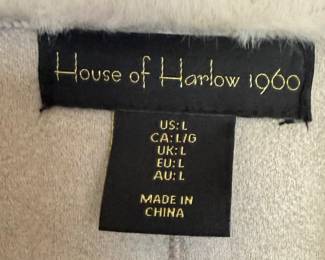 House of Harlow 1960
US:L
CA:L/G
UK:L
EU:L
AU:L
MADE IN
CHINA